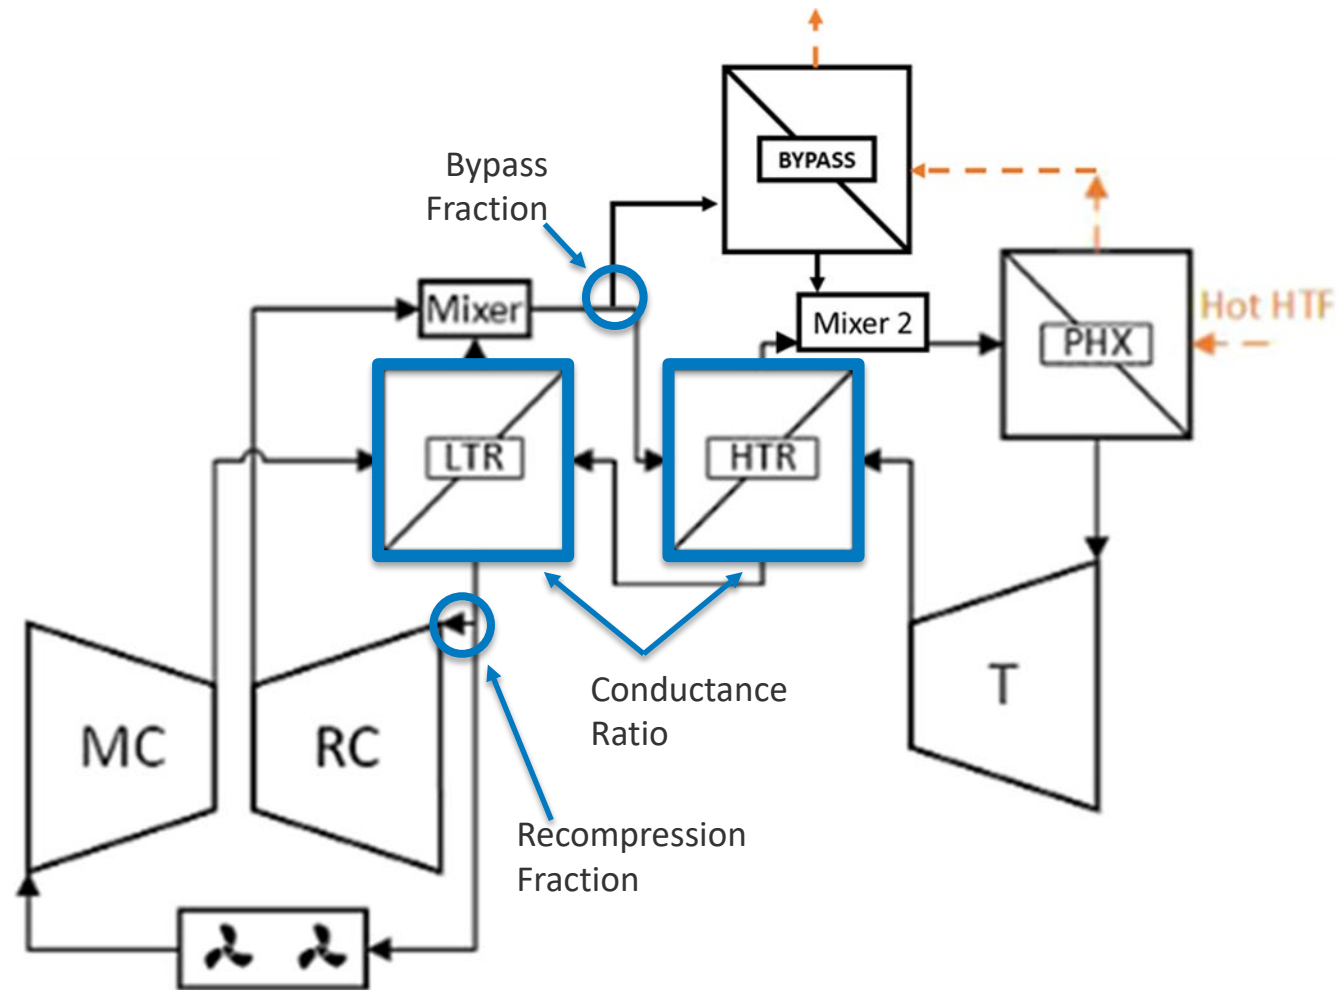 BYPASS
Bypass
Fraction
Hot HTF
Mixer
Mixer 2
PHX
LTR
HTR
Conductance
Ratio
T
MC
RC
Recompression
Fraction